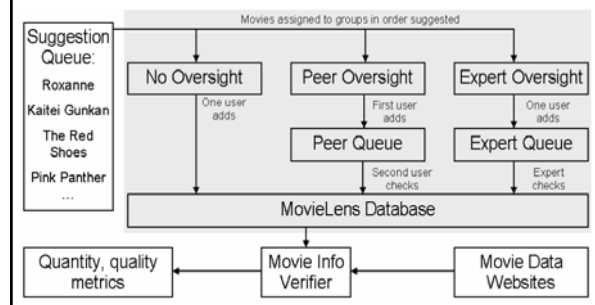 Movies assigned to groups in order suggested
Suggestion
Queue:
Roxanne
Kaitei Gunkan
The Red
Shoes
Pink Panther
...
No Oversight
Peer Oversight
Expert Oversight
One user
adds
First user
adds
One user
adds
Peer Queue
Expert Queue
Second user
checks
Expert
checks
MovieLens Database
Quantity, quality
metrics
Movie Info
Verifier
Movie Data
Websites